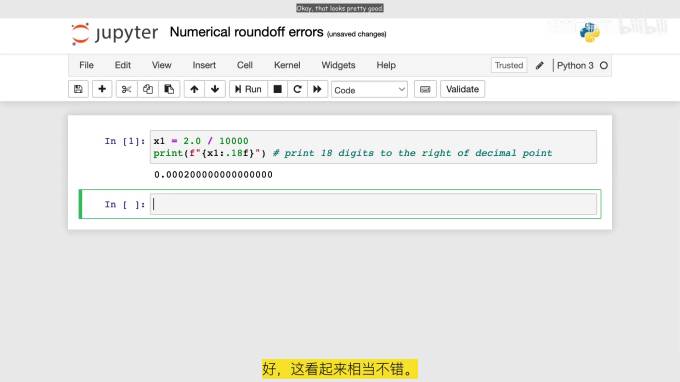 Okay, that looks pretty good.
jupyter Numerical roundoff errors (unsaved changes)
bilibili
File Edit View Insert Cell Kernel Widgets Help Trusted Python 3
Run Code Validate
In [1]: x1 = 2.0 / 10000
print(f"{x1:.18f}") # print 18 digits to the right of decimal point
0.000200000000000000
In [ ]:
好，这看起来相当不错。